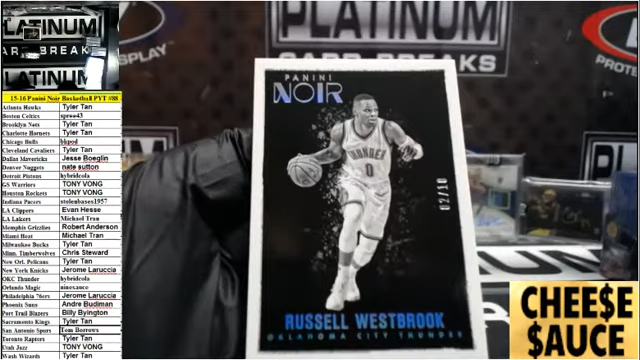 PLATINUM
CARD BREAKS
PLATINUM
15-16 Panini Noir Basketball PYT #88
Atlanta Hawks Tyler Tan
Boston Celtics spree43
Brooklyn Nets Tyler Tan
Charlotte Hornets Tyler Tan
Chicago Bulls
Cleveland Cavaliers Tyler Tan
Dallas Mavericks Jesse Boeglin
Denver Nuggets nate sutton
Detroit Pistons hybridcola
GS Warriors TONY VONG
Houston Rockets TONY VONG
Indiana Pacers stolenbases1957
LA Clippers Evan Hesse
LA Lakers Michael Tran
Memphis Grizzlies Robert Anderson
Miami Heat Michael Tran
Milwaukee Bucks Tyler Tan
Minn. Timberwolves Chris Steward
New Orl. Pelicans Tyler Tan
New York Knicks Jerome Laruccia
OKC Thunder hybridcola
Orlando Magic ninesauce
Philadelphia 76ers Jerome Laruccia
Phoenix Suns Andre Budiman
Port Trail Blazers Billy Byington
Sacramento Kings Tyler Tan
San Antonio Spurs Tom Borrows
Toronto Raptors Tyler Tan
Utah Jazz TONY VONG
Wash Wizards Tyler Tan
PLATINUM
CARD BREAKS
DISPLAY
PANINI
NOIR
THUNDER
0
02/10
RUSSELL WESTBROOK
OKLAHOMA CITY THUNDER
CHEE$E
$AUCE